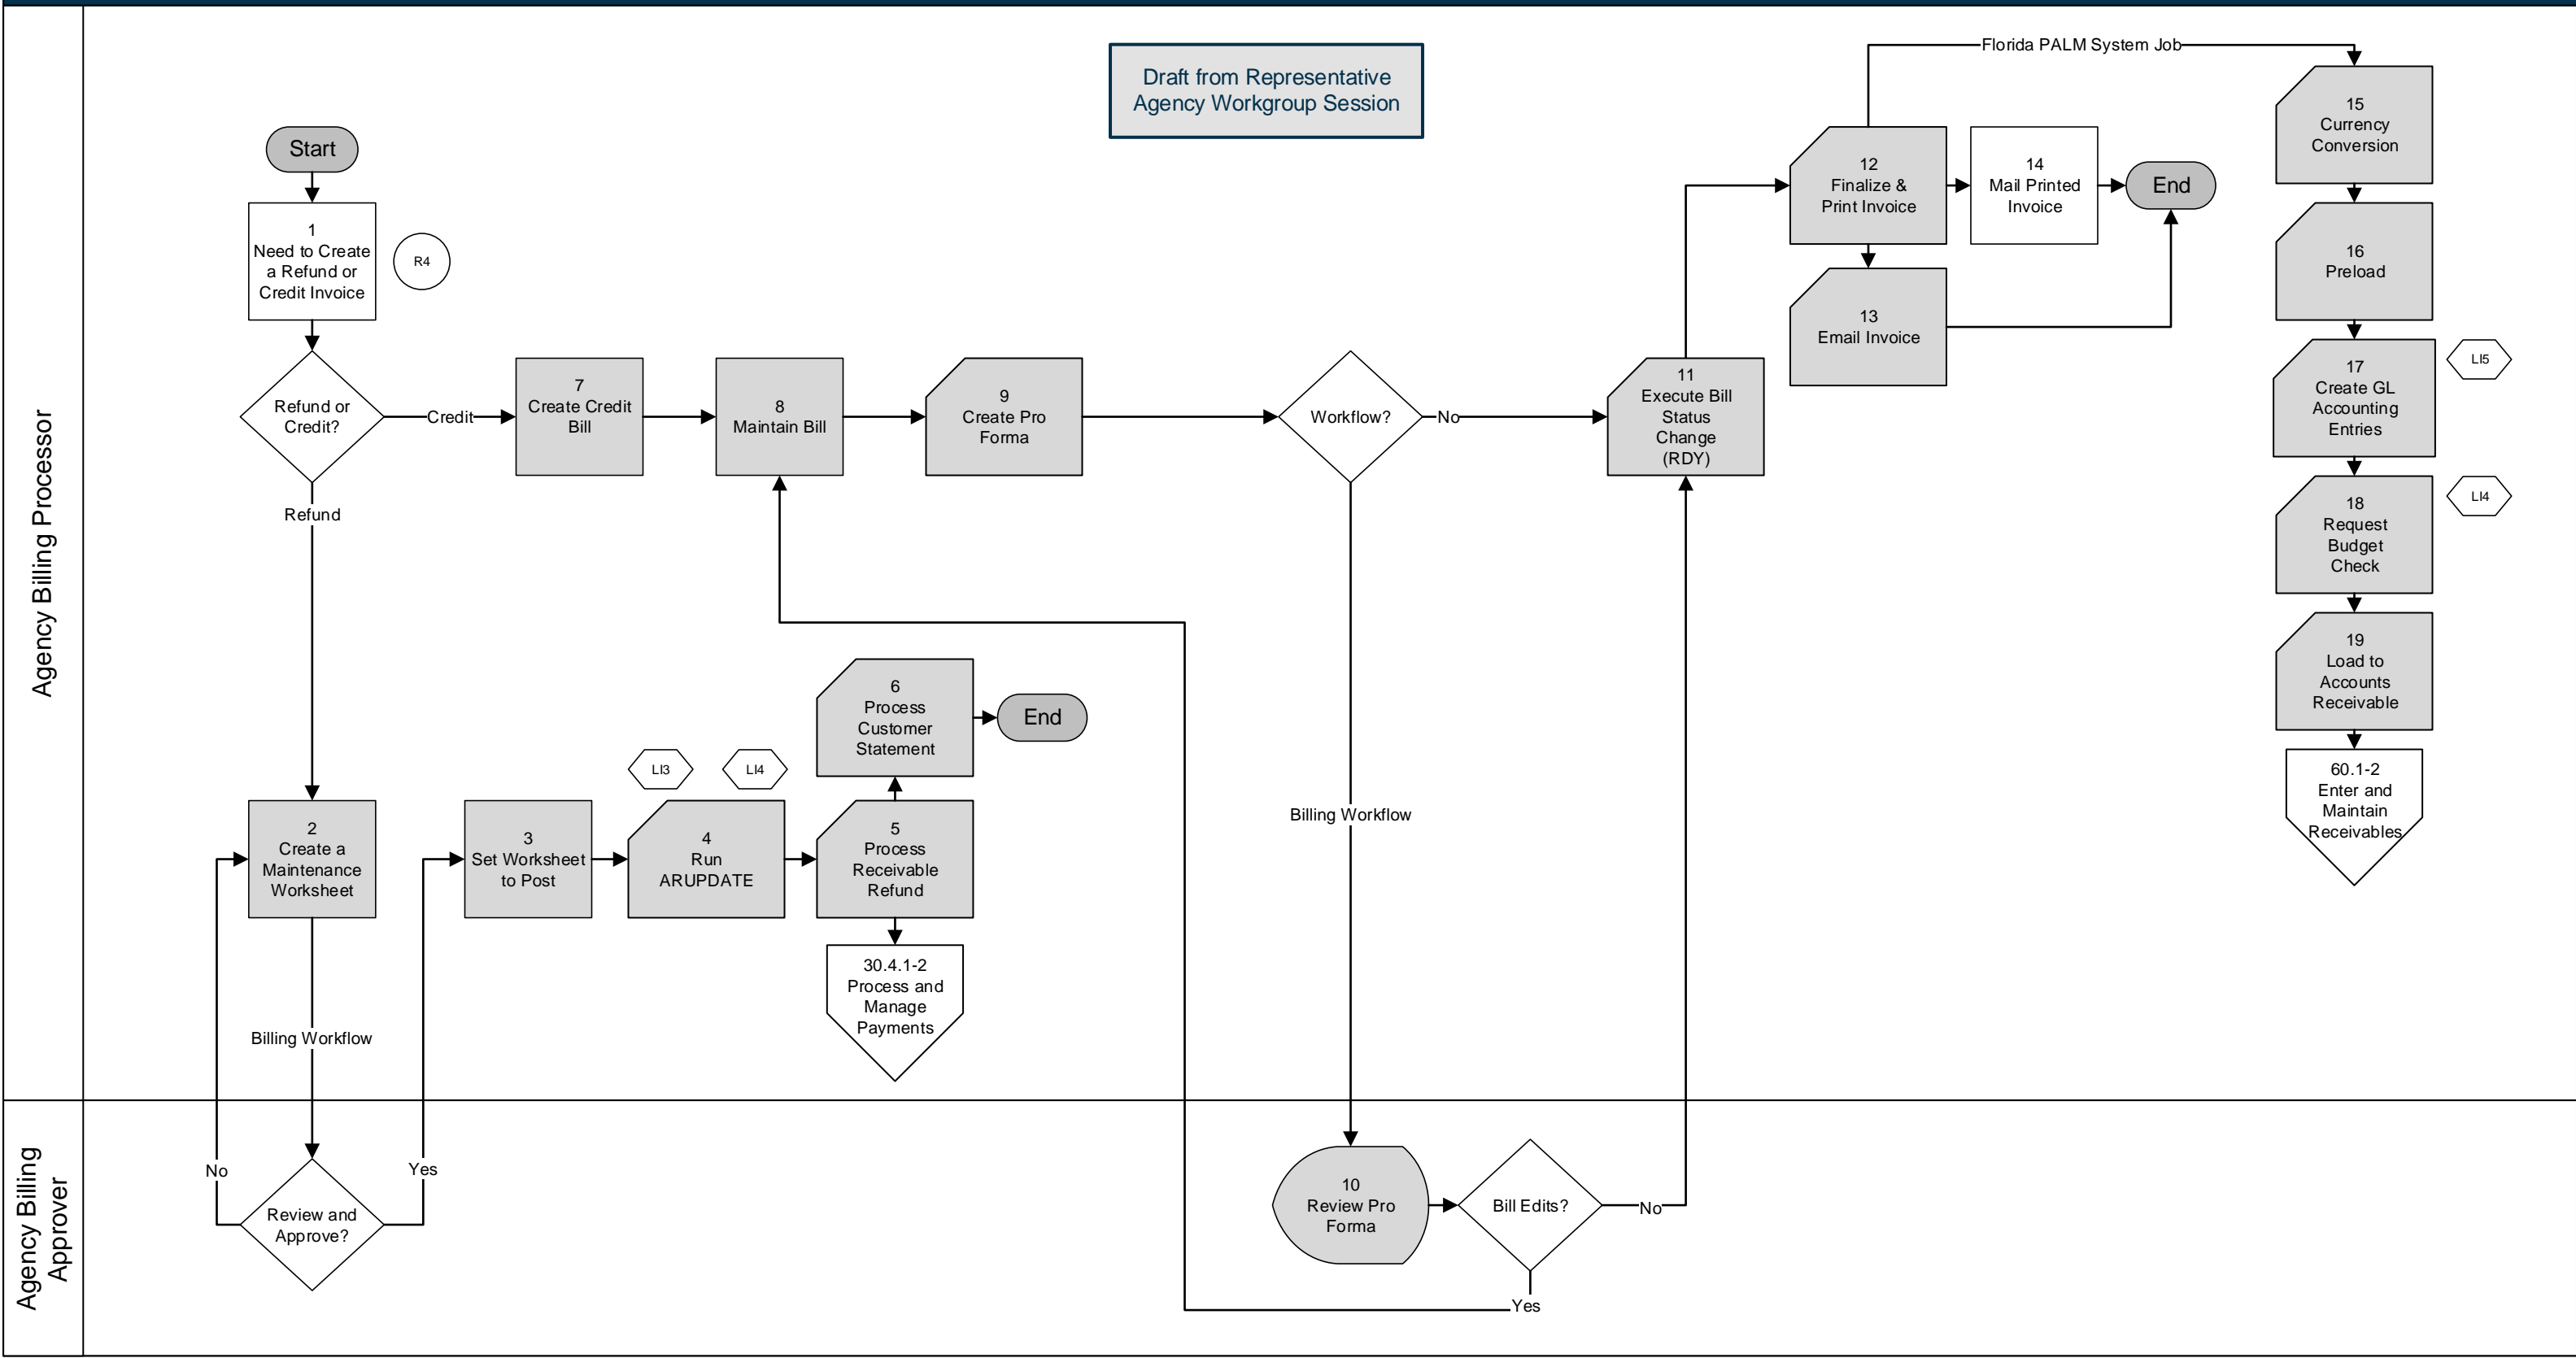 Agency Billing Processor
Draft from Representative
Agency Workgroup Session
Start
1
Need to Create
a Refund or
Credit Invoice
R4
Refund or
Credit?
Credit
Refund
7
Create Credit
Bill
8
Maintain Bill
9
Create Pro
Forma
Workflow?
No
Billing Workflow
11
Execute Bill
Status
Change
(RDY)
12
Finalize &
Print Invoice
13
Email Invoice
14
Mail Printed
Invoice
End
Florida PALM System Job
15
Currency
Conversion
16
Preload
17
Create GL
Accounting
Entries
LI5
18
Request
Budget
Check
LI4
19
Load to
Accounts
Receivable
60.1-2
Enter and
Maintain
Receivables
2
Create a
Maintenance
Worksheet
Billing Workflow
3
Set Worksheet
to Post
LI3
LI4
4
Run
ARUPDATE
5
Process
Receivable
Refund
6
Process
Customer
Statement
End
30.4.1-2
Process and
Manage
Payments
Agency Billing
Approver
No
Yes
Review and
Approve?
10
Review Pro
Forma
Bill Edits?
No
Yes